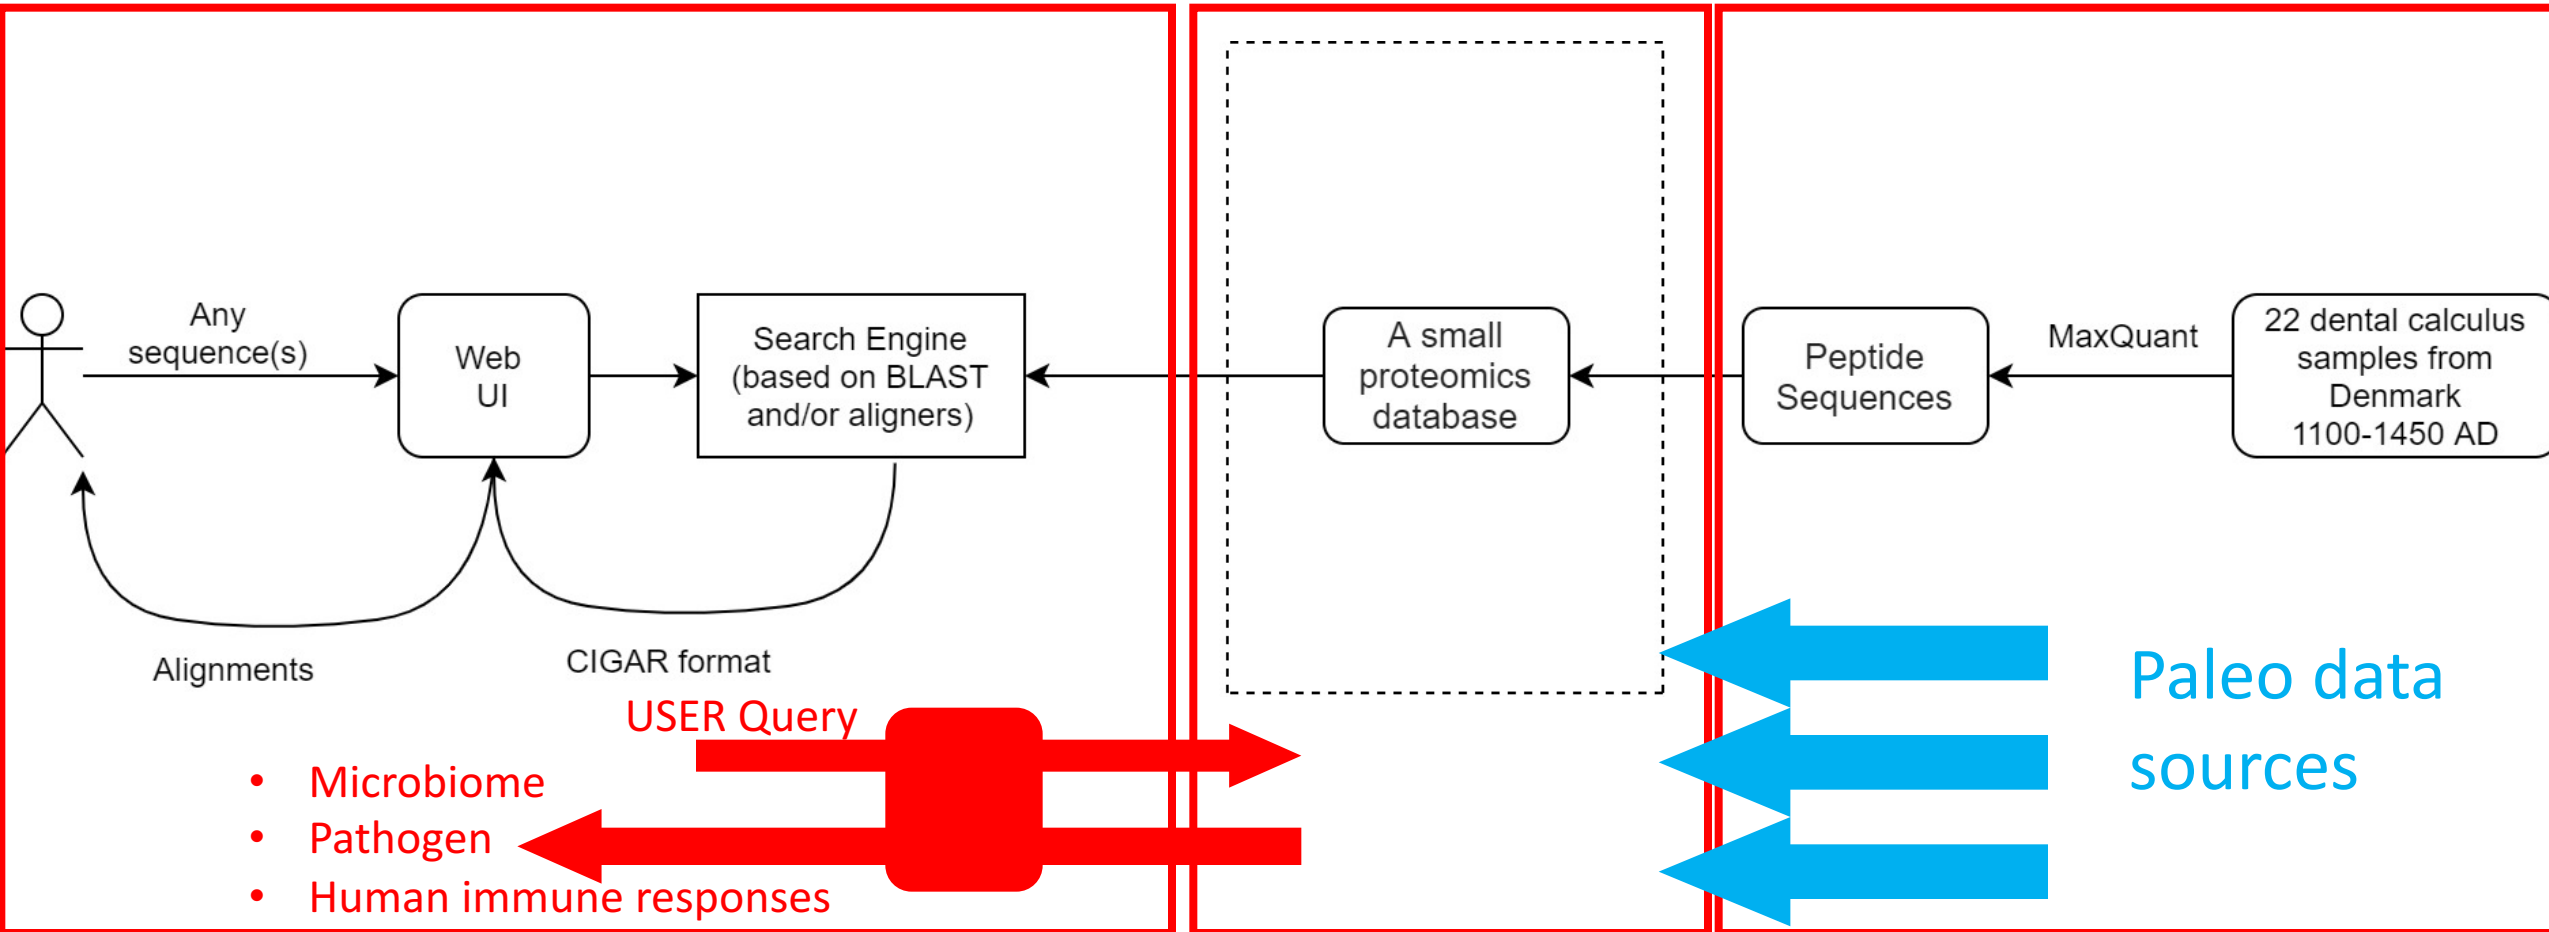 Any
sequence(s)
Web
UI
Search Engine
(based on BLAST
and/or aligners)
A small
proteomics
database
Peptide
Sequences
MaxQuant
22 dental calculus
samples from
Denmark
1100-1450 AD
Alignments
CIGAR format
USER Query
• Microbiome
• Pathogen
• Human immune responses
Paleo data
sources